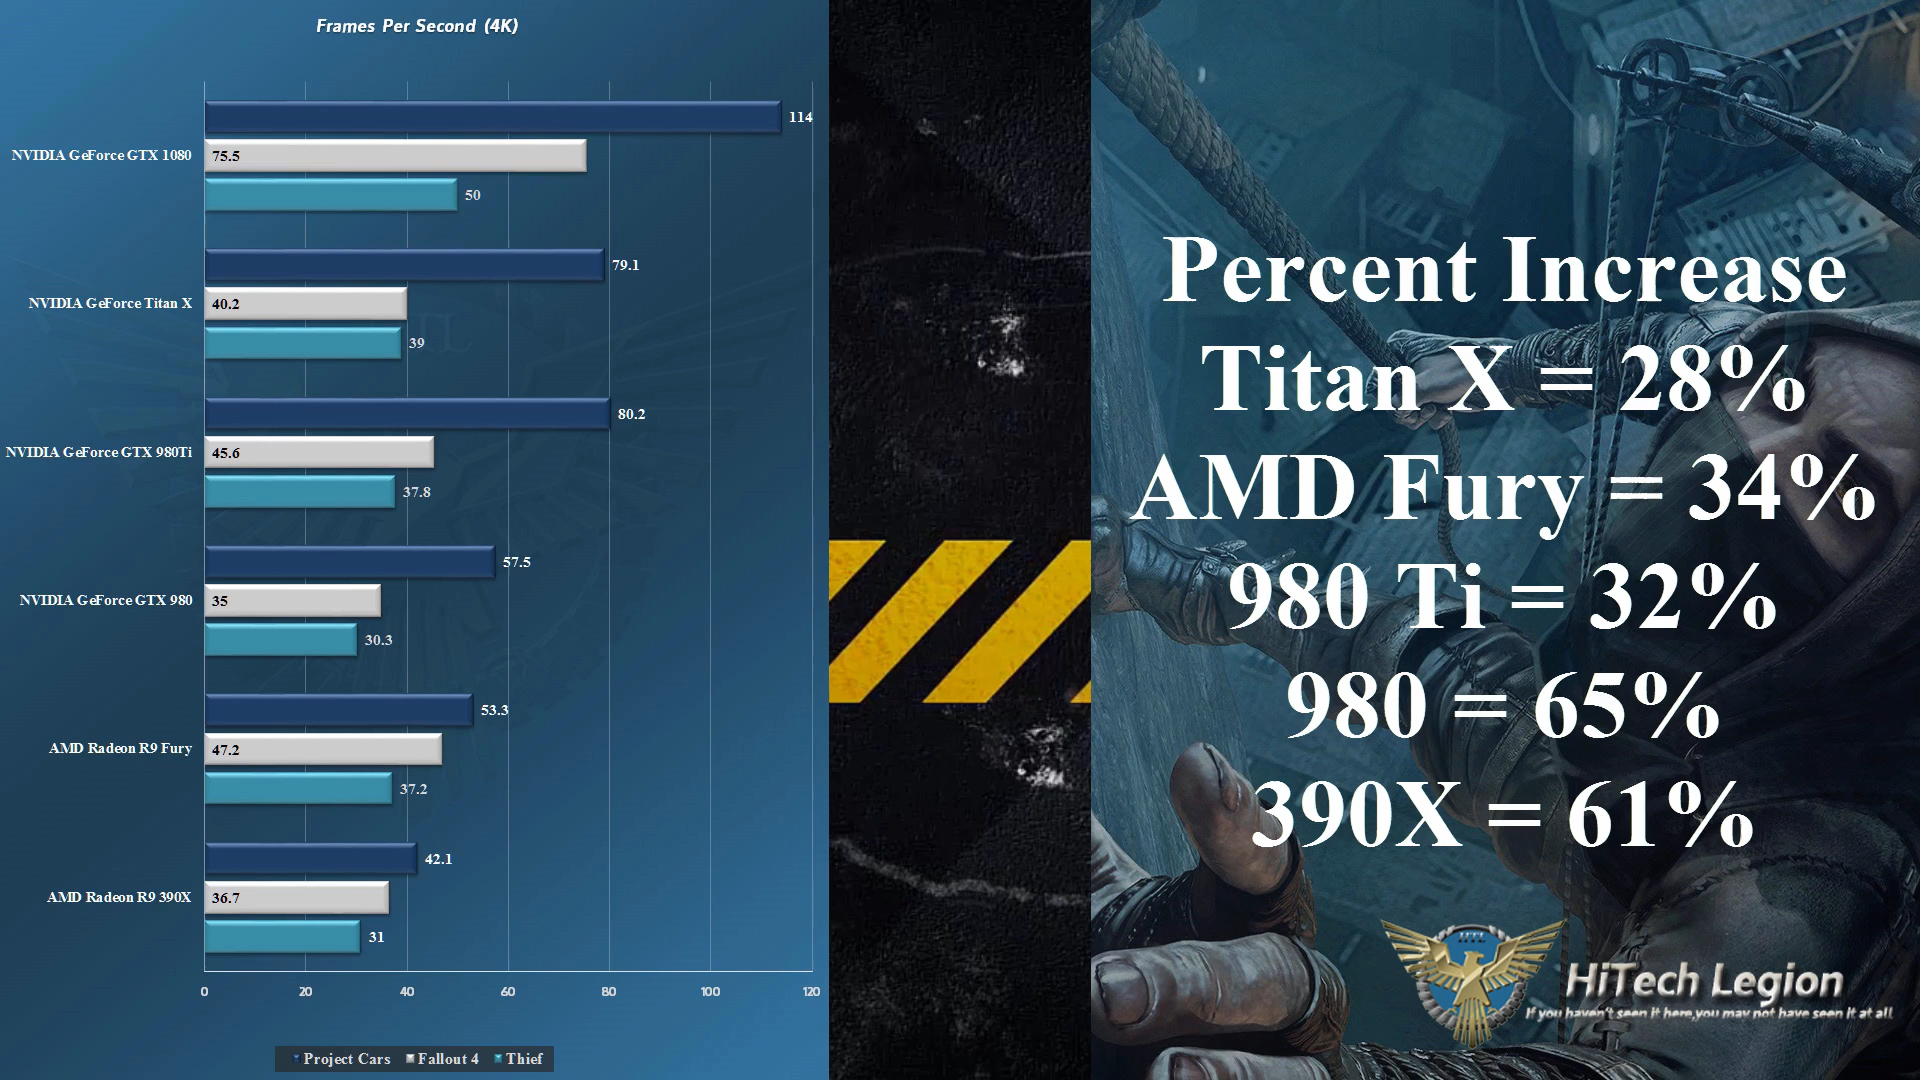 Frames Per Second (4K)
NVIDIA GeForce GTX 1080
114
75.5
50
NVIDIA GeForce Titan X
79.1
40.2
39
NVIDIA GeForce GTX 980Ti
80.2
45.6
37.8
NVIDIA GeForce GTX 980
57.5
35
30.3
AMD Radeon R9 Fury
53.3
47.2
37.2
AMD Radeon R9 390X
42.1
36.7
31
0 20 40 60 80 100 120
Project Cars Fallout 4 Thief
Percent Increase
Titan X = 28%
AMD Fury = 34%
980 Ti = 32%
980 = 65%
390X = 61%
HiTech Legion
If you haven't seen it here,you may not have seen it at all